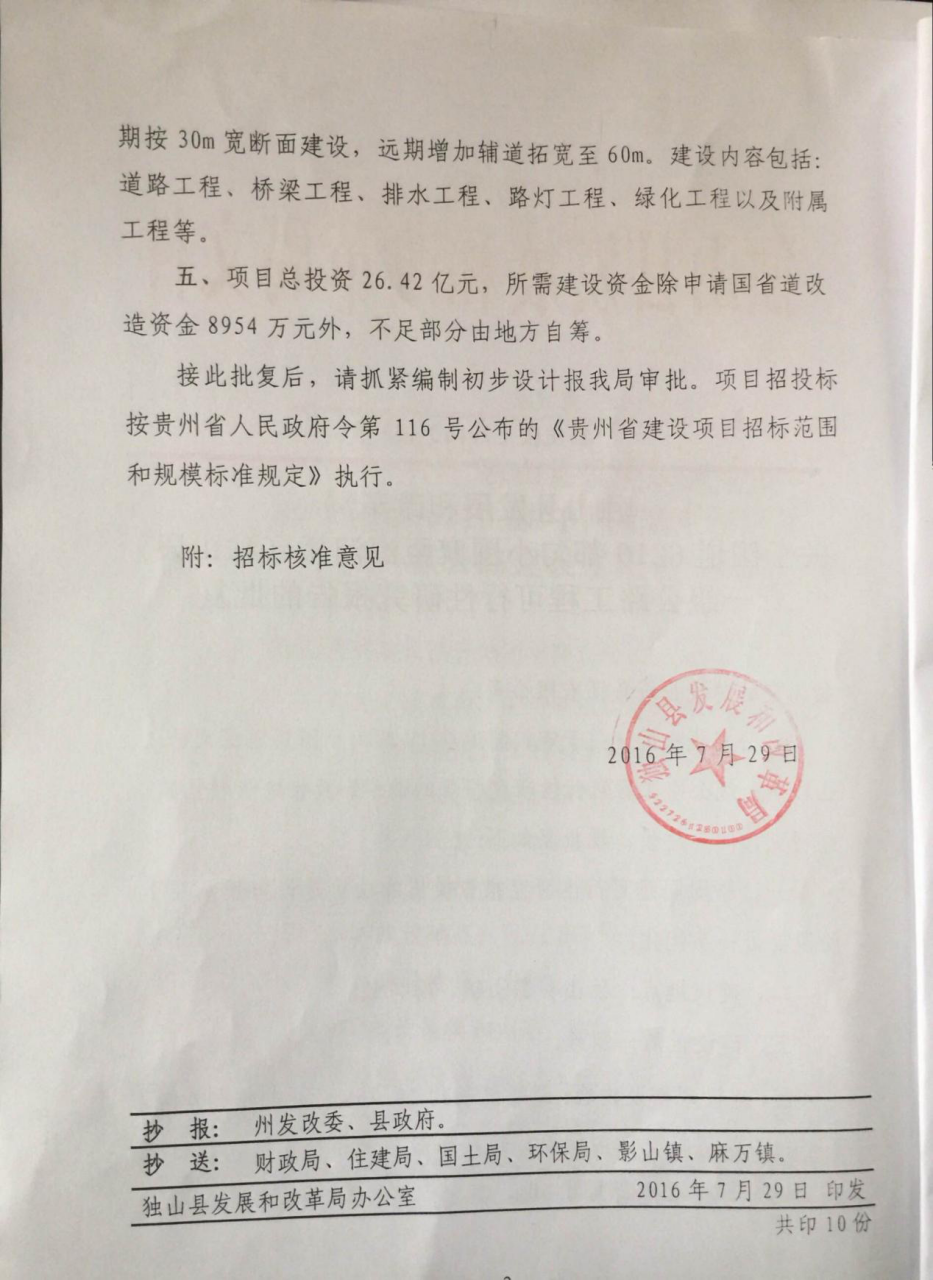 期按 30m 宽断面建设，远期增加辅道拓宽至 60m。建设内容包括：
道路工程、桥梁工程、排水工程、路灯工程、绿化工程以及附属
工程等。
五、项目总投资 26.42 亿元，所需建设资金除申请国省道改
造资金 8954 万元外，不足部分由地方自筹。
接此批复后，请抓紧编制初步设计报我局审批。项目招投标
按贵州省人民政府令第 116 号公布的《贵州省建设项目招标范围
和规模标准规定》执行。
附：招标核准意见
独山县发展和改革局
2016 年 7 月 29 日
抄 报： 州发改委、县政府。
抄 送： 财政局、住建局、国土局、环保局、影山镇、麻万镇。
独山县发展和改革局办公室 2016 年 7 月 29 日 印发
共印 10 份